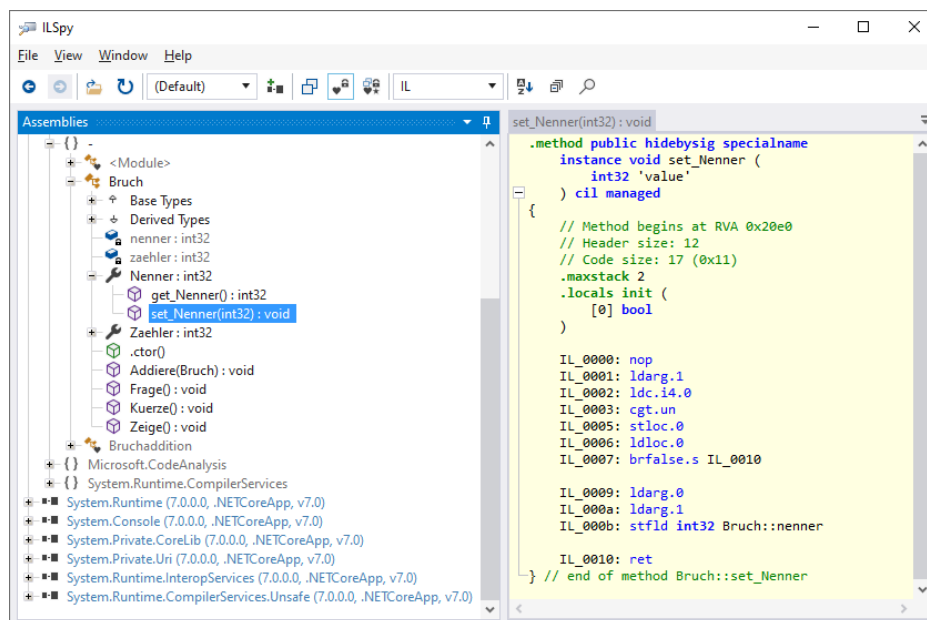 ILSpy
File View Window Help
(Default) IL
Assemblies
{ } -
<Module>
Bruch
Base Types
Derived Types
nenner : int32
zaehler : int32
Nenner : int32
get_Nenner() : int32
set_Nenner(int32) : void
Zaehler : int32
.ctor()
Addiere(Bruch) : void
Frage() : void
Kuerze() : void
Zeige() : void
Bruchaddition
{ } Microsoft.CodeAnalysis
{ } System.Runtime.CompilerServices
System.Runtime (7.0.0.0, .NETCoreApp, v7.0)
System.Console (7.0.0.0, .NETCoreApp, v7.0)
System.Private.CoreLib (7.0.0.0, .NETCoreApp, v7.0)
System.Private.Uri (7.0.0.0, .NETCoreApp, v7.0)
System.Runtime.InteropServices (7.0.0.0, .NETCoreApp, v7.0)
System.Runtime.CompilerServices.Unsafe (7.0.0.0, .NETCoreApp, v7.0)
set_Nenner(int32) : void
.method public hidebysig specialname
instance void set_Nenner (
int32 'value'
) cil managed
{
// Method begins at RVA 0x20e0
// Header size: 12
// Code size: 17 (0x11)
.maxstack 2
.locals init (
[0] bool
)
IL_0000: nop
IL_0001: ldarg.1
IL_0002: ldc.i4.0
IL_0003: cgt.un
IL_0005: stloc.0
IL_0006: ldloc.0
IL_0007: brfalse.s IL_0010
IL_0009: ldarg.0
IL_000a: ldarg.1
IL_000b: stfld int32 Bruch::nenner
IL_0010: ret
} // end of method Bruch::set_Nenner